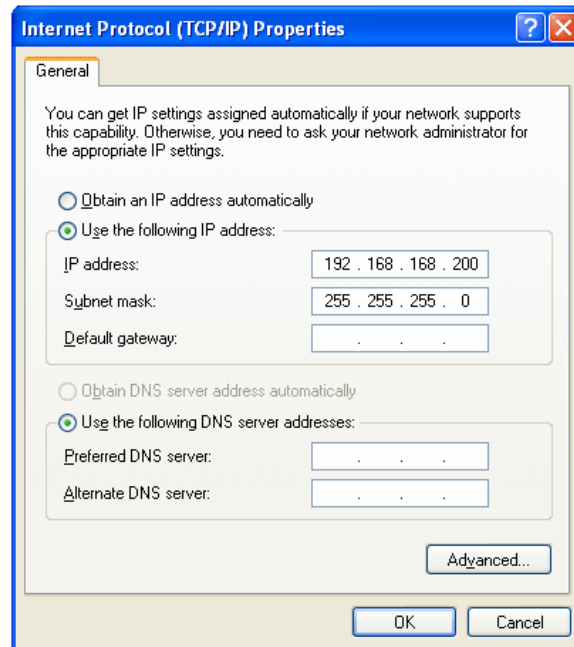 Internet Protocol (TCP/IP) Properties
General
You can get IP settings assigned automatically if your network supports
this capability. Otherwise, you need to ask your network administrator for
the appropriate IP settings.
Obtain an IP address automatically
Use the following IP address:
IP address: 192 . 168 . 168 . 200
Subnet mask: 255 . 255 . 255 . 0
Default gateway: . . .
Obtain DNS server address automatically
Use the following DNS server addresses:
Preferred DNS server: . . .
Alternate DNS server: . . .
Advanced...
OK Cancel